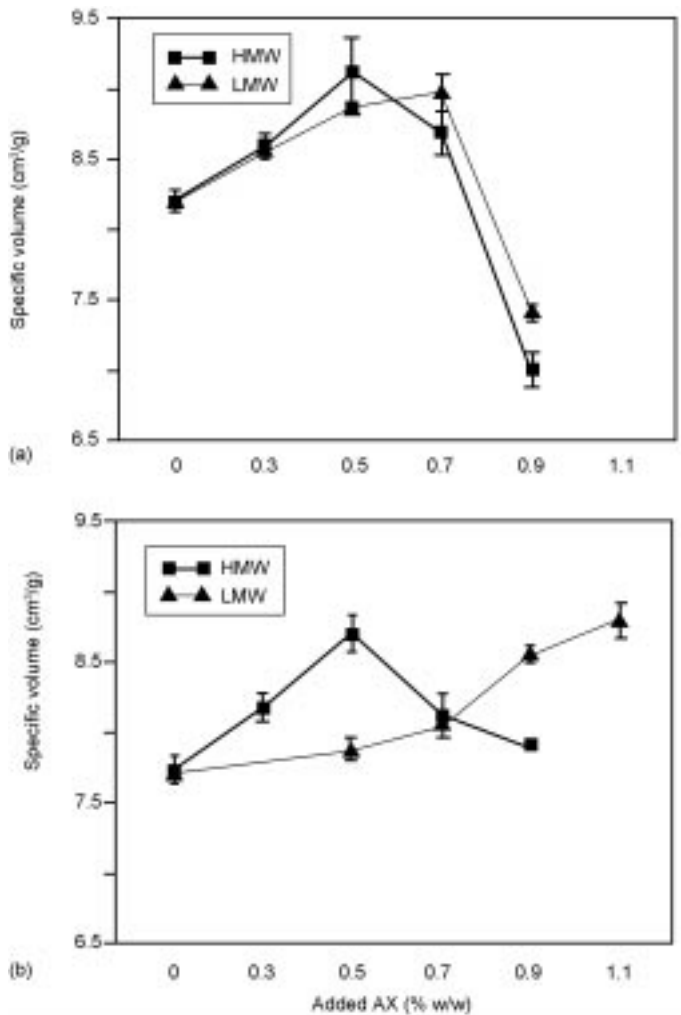 9.5
HMW
LMW
8.5
7.5
6.5
Specific volume (cm³/g)
(a)
0 0.3 0.5 0.7 0.9 1.1
9.5
HMW
LMW
8.5
7.5
6.5
Specific volume (cm³/g)
(b)
0 0.3 0.5 0.7 0.9 1.1
Added AX (% w/w)